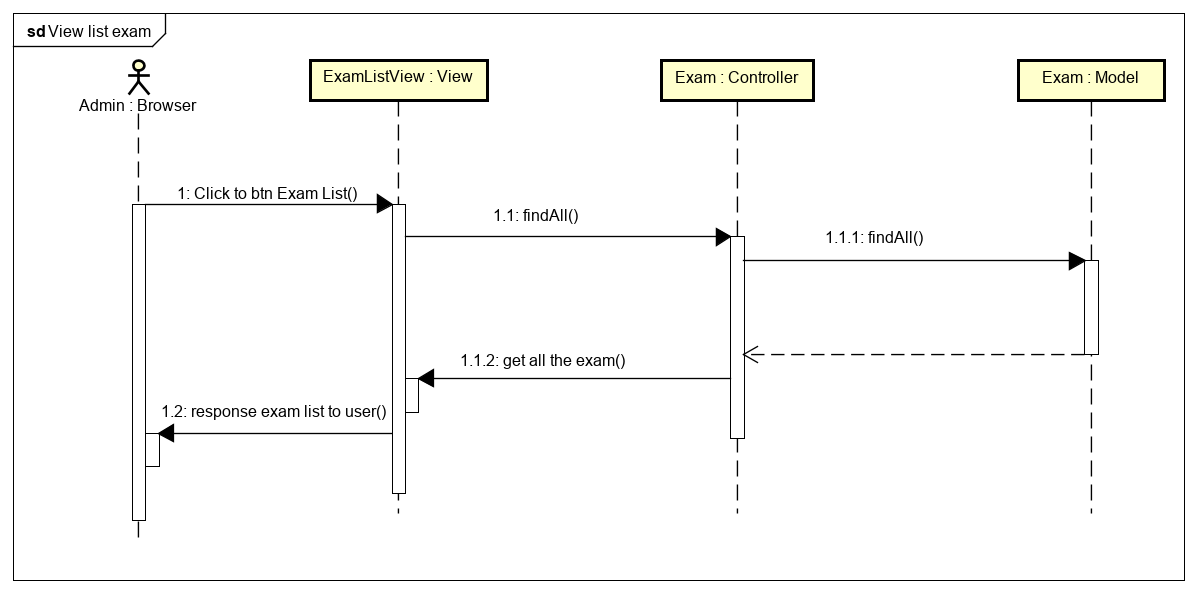 sd View list exam
Admin : Browser
ExamListView : View
Exam : Controller
Exam : Model
1: Click to btn Exam List()
1.1: findAll()
1.1.1: findAll()
1.1.2: get all the exam()
1.2: response exam list to user()